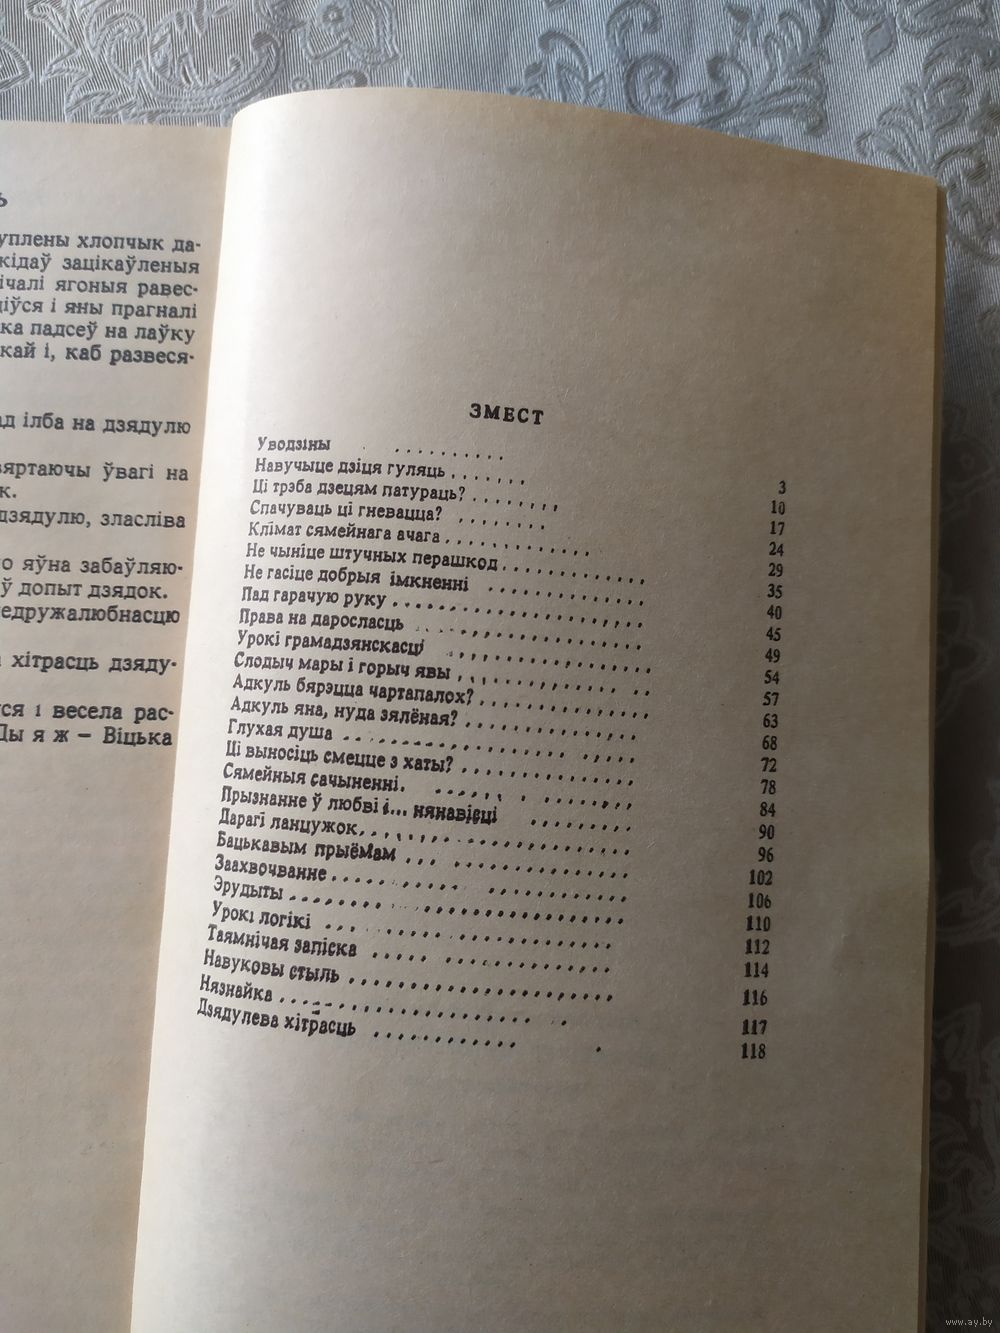 Ь
уплены хлопчык да-
кідаў зацікаўленыя
ічалі ягоныя равес-
ціўся і яны прагналі
ка падсеў на лаўку
кай і, каб развеся-
ад ілба на дзядулю
вяртаючы ўвагі на
к.
дзядулю, зласліва
о яўна забаўляю-
ў допыт дзядок.
недружалюбнасцю
а хітрасць дзяду-
уся і весела рас-
Ды я ж – Віцька
ЗМЕСТ
Уводзіны . . . . . . . . . . 3
Навучыце дзіця гуляць . . . . . . . 10
Ці трэба дзецям патураць? . . . . . . . . 17
Спачуваць ці гневацца? . . . . . . . . 24
Клімат сямейнага ачага . . . . . . . . . . . . . 29
Не чыніце штучных перашкод . . . . . . . . . . . . 35
Не гасіце добрыя імкненні . . . . . . . . . . . . . 40
Пад гарачую руку . . . . . . . . . . . . . . . . . . . . 45
Права на даросласць . . . . . . . . . . . . . . . . . . 49
Урокі грамадзянскасці . . . . . . . . . . . . . . . . . 54
Слодыч мары і горыч явы . . . . . . . . . . . . . . . 57
Адкуль бярэцца чартапалох? . . . . . . . . . . . . . . 63
Адкуль яна, нуда зялёная? . . . . . . . . . . . . . . 68
Глухая душа . . . . . . . . . . . . . . . . . . . . . . 72
Ці выносіць смецце з хаты? . . . . . . . . . . . . . . 78
Сямейныя сачыненні. . . . . . . . . . . . . . . . . . 84
Прызнанне ў любві і... нянавісці . . . . . . . . . 90
Дарагі ланцужок . . . . . . . . . . . . . . . . . . . . . 96
Бацькавым прыёмам . . . . . . . . . . . . . . . . . . 102
Заахвочванне . . . . . . . . . . . . . . . . . . . . . . 106
Эрудыты . . . . . . . . . . . . . . . . . . . . . . . . . . 110
Урокі логікі . . . . . . . . . . . . . . . . . . . . . . . 112
Таямнічая запіска . . . . . . . . . . . . . . . . . . . 114
Навуковы стыль . . . . . . . . . . . . . . . . . . . . . 116
Нязнайка . . . . . . . . . . . . . . . . . . . . . . . 117
Дзядулева хітрасць . . . . . . . . . . . . . 118
www.ay.by